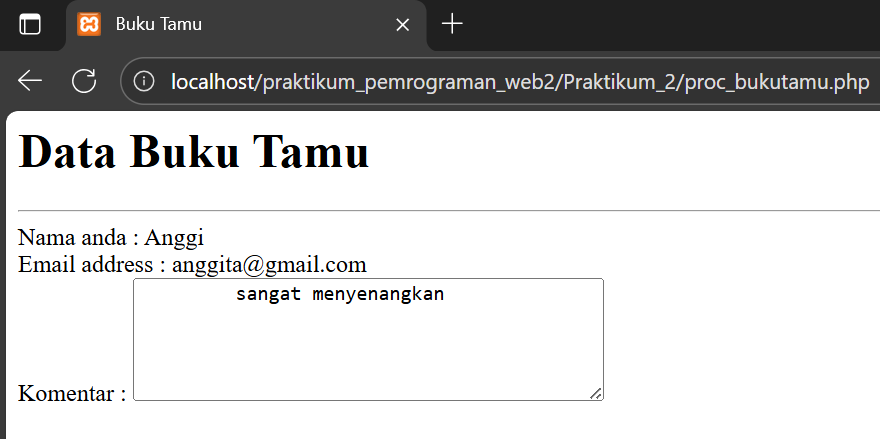 Buku Tamu
localhost/praktikum_pemrograman_web2/Praktikum_2/proc_bukutamu.php
Data Buku Tamu
Nama anda : Anggi
Email address : anggita@gmail.com
sangat menyenangkan
Komentar :